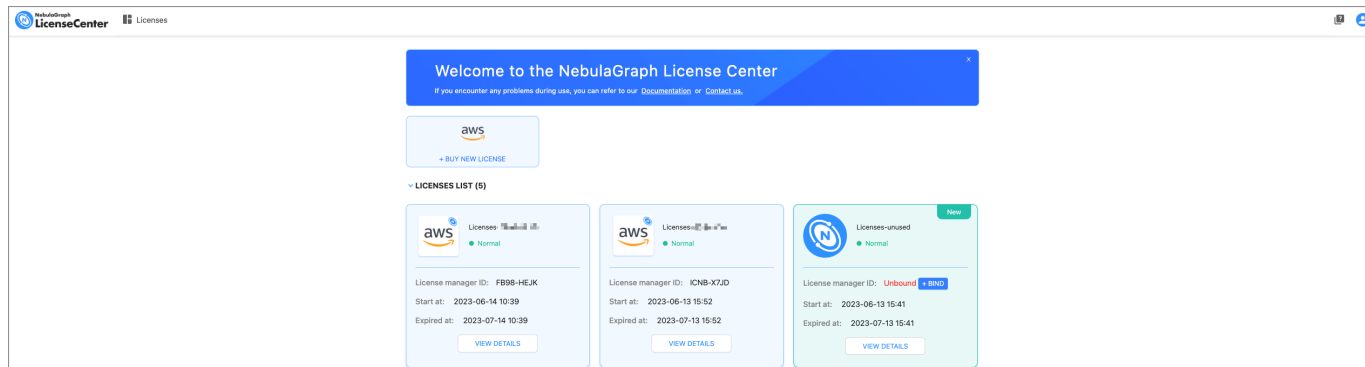 NebulaGraph
LicenseCenter
Licenses
Welcome to the NebulaGraph License Center
×
If you encounter any problems during use, you can refer to our Documentation or Contact us.
aws
+ BUY NEW LICENSE
LICENSES LIST (5)
aws
Licenses
Normal
License manager ID: FB98-HEJK
Start at: 2023-06-14 10:39
Expired at: 2023-07-14 10:39
VIEW DETAILS
aws
Licenses
Normal
License manager ID: ICNB-X7JD
Start at: 2023-06-13 15:52
Expired at: 2023-07-13 15:52
VIEW DETAILS
New
N
Licenses-unused
Normal
License manager ID: Unbound + BIND
Start at: 2023-06-13 15:41
Expired at: 2023-07-13 15:41
VIEW DETAILS